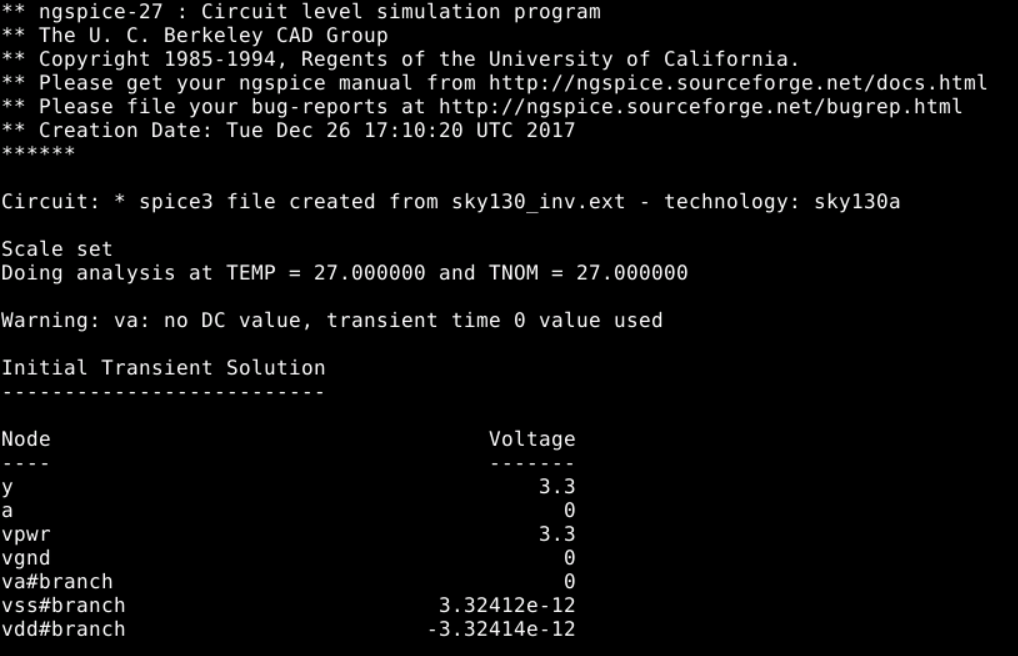 ** ngspice-27 : Circuit level simulation program
** The U. C. Berkeley CAD Group
** Copyright 1985-1994, Regents of the University of California.
** Please get your ngspice manual from http://ngspice.sourceforge.net/docs.html
** Please file your bug-reports at http://ngspice.sourceforge.net/bugrep.html
** Creation Date: Tue Dec 26 17:10:20 UTC 2017
******
Circuit: * spice3 file created from sky130_inv.ext - technology: sky130a
Scale set
Doing analysis at TEMP = 27.000000 and TNOM = 27.000000
Warning: va: no DC value, transient time 0 value used
Initial Transient Solution
--------------------------
Node Voltage
---- -------
y 3.3
a 0
vpwr 3.3
vgnd 0
va#branch 0
vss#branch 3.32412e-12
vdd#branch -3.32414e-12